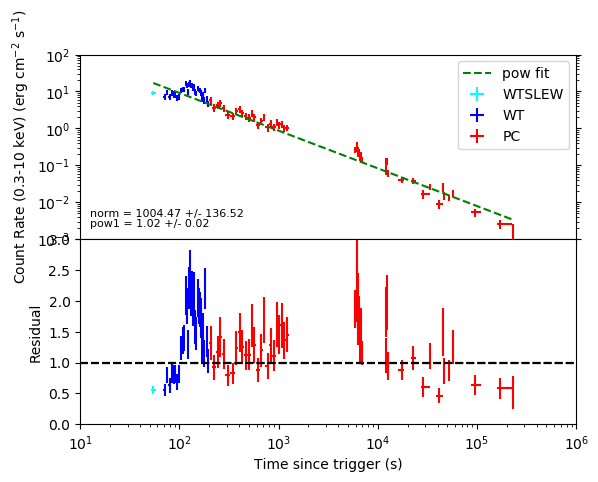 Count Rate (0.3-10 keV) (erg cm⁻² s⁻¹)
10²
10¹
10⁰
10⁻¹
10⁻²
10⁻³
pow fit
WTSLEW
WT
PC
norm = 1004.47 +/- 136.52
pow1 = 1.02 +/- 0.02
Residual
3.0
2.5
2.0
1.5
1.0
0.5
0.0
10¹ 10² 10³ 10⁴ 10⁵ 10⁶
Time since trigger (s)